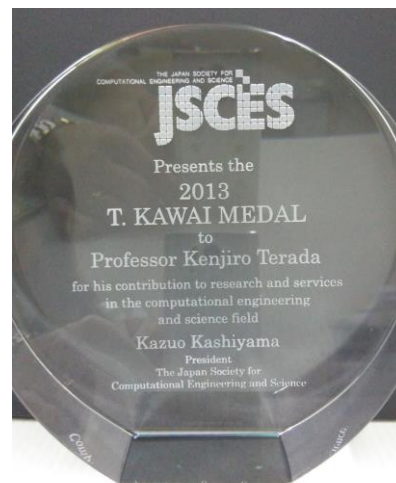 THE JAPAN SOCIETY FOR
COMPUTATIONAL ENGINEERING AND SCIENCE
JSCES
Presents the
2013
T. KAWAI MEDAL
to
Professor Kenjiro Terada
for his contribution to research and services
in the computational engineering
and science field
Kazuo Kashiyama
President
The Japan Society for
Computational Engineering and Science